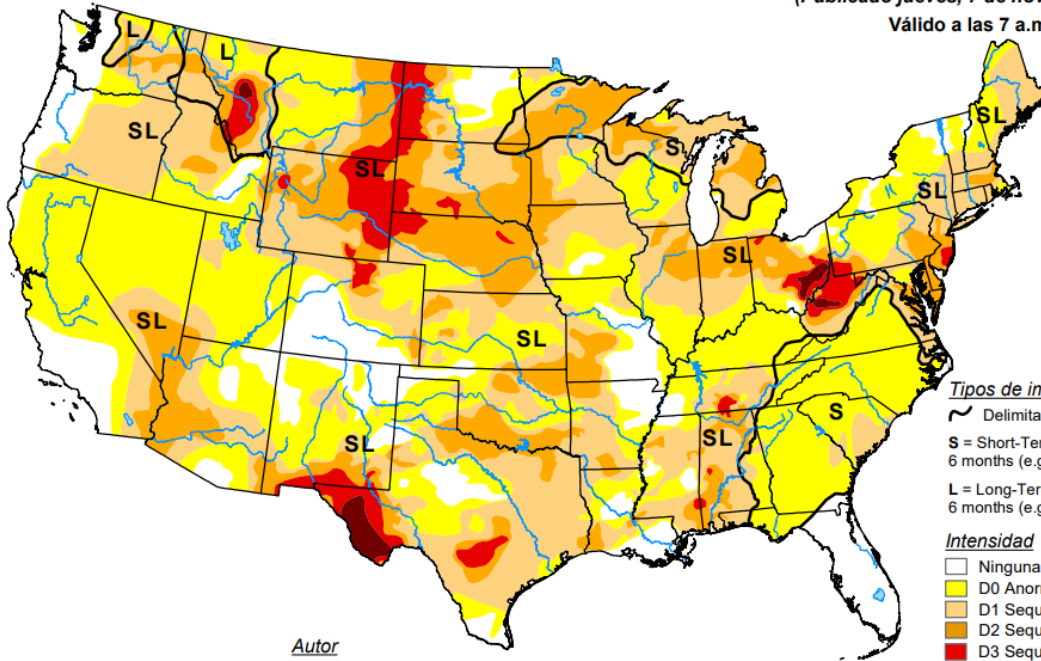 Válido a las 7 a.m
L
L
SL
SL
S
SL
SL
SL
SL
SL
S
SL
SL
Tipos de
Delimita
S = Short-Ter
6 months (e.g
L = Long-Ter
6 months (e.g
Intensidad
Ninguna
D0 Anor
D1 Sequ
D2 Sequ
D3 Sequ
Autor